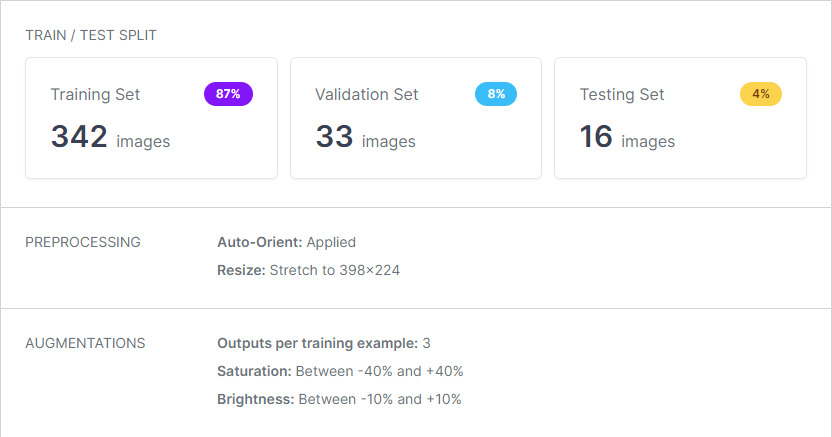 TRAIN / TEST SPLIT
Training Set 87%
342 images
Validation Set 8%
33 images
Testing Set 4%
16 images
PREPROCESSING
Auto-Orient: Applied
Resize: Stretch to 398×224
AUGMENTATIONS
Outputs per training example: 3
Saturation: Between -40% and +40%
Brightness: Between -10% and +10%